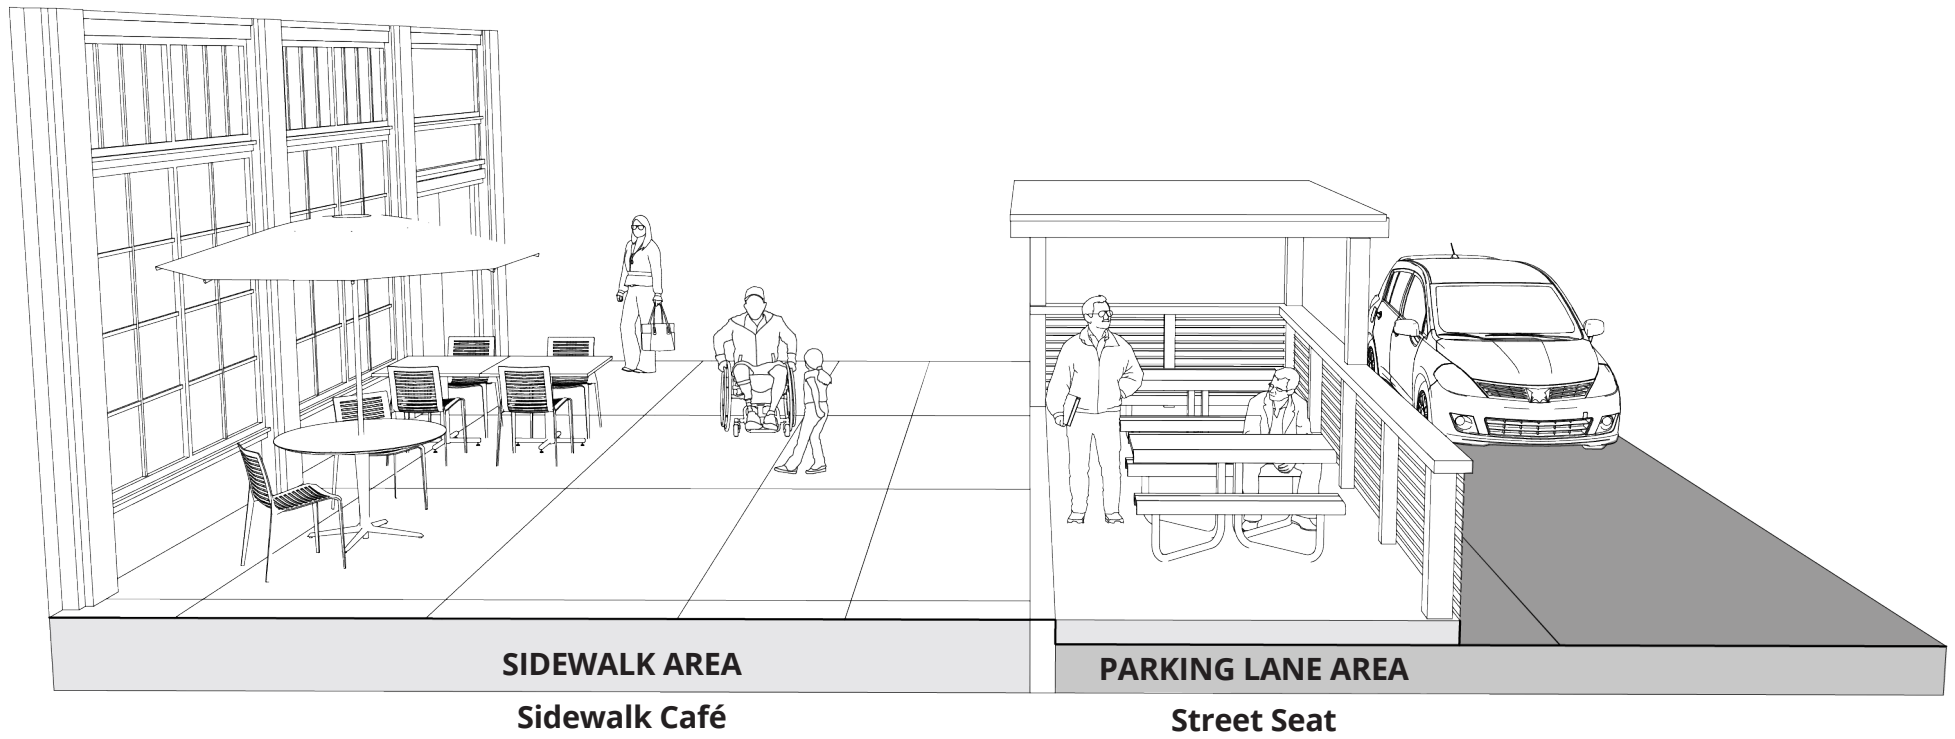 SIDEWALK AREA
PARKING LANE AREA
Sidewalk Café
Street Seat